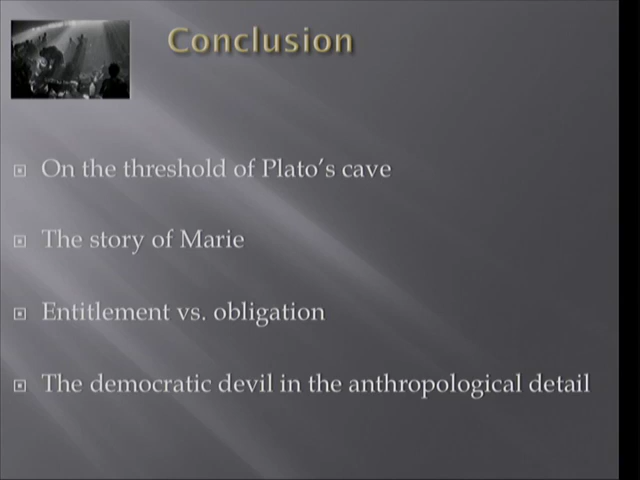 Conclusion
On the threshold of Plato’s cave
The story of Marie
Entitlement vs. obligation
The democratic devil in the anthropological detail